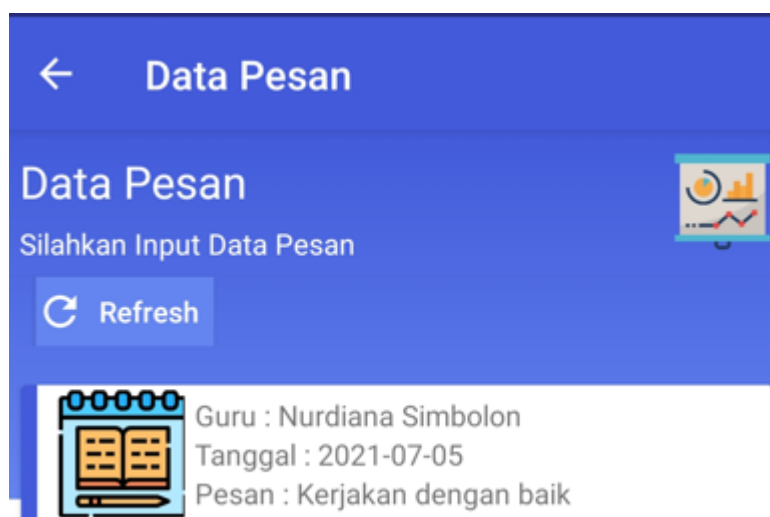 Data Pesan
Data Pesan
Silahkan Input Data Pesan
Refresh
Guru : Nurdiana Simbolon
Tanggal : 2021-07-05
Pesan : Kerjakan dengan baik